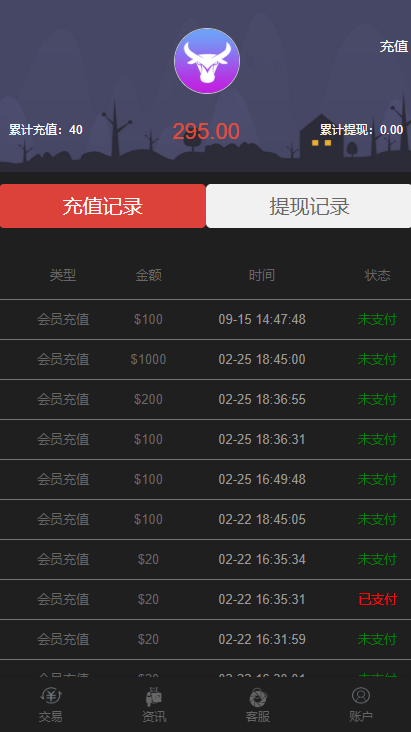 充值
累计充值：40 295.00 累计提现：0.00
充值记录 提现记录
类型 金额 时间 状态
会员充值 $100 09-15 14:47:48 未支付
会员充值 $1000 02-25 18:45:00 未支付
会员充值 $200 02-25 18:36:55 未支付
会员充值 $100 02-25 18:36:31 未支付
会员充值 $100 02-25 16:49:48 未支付
会员充值 $100 02-22 18:45:05 未支付
会员充值 $20 02-22 16:35:34 未支付
会员充值 $20 02-22 16:35:31 已支付
会员充值 $20 02-22 16:31:59 未支付
交易 资讯 客服 账户